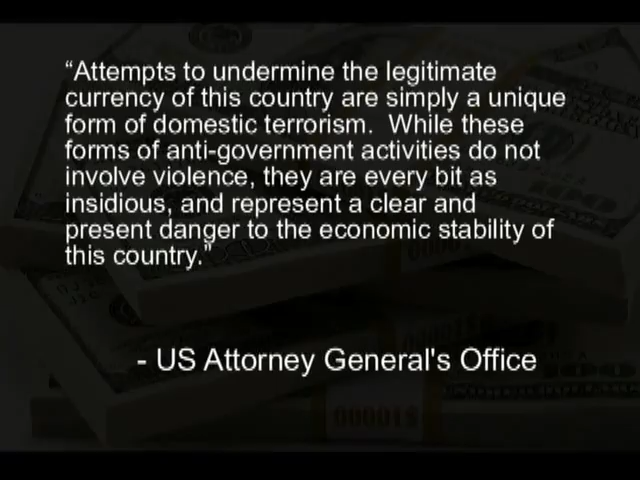 “Attempts to undermine the legitimate
currency of this country are simply a unique
form of domestic terrorism.  While these
forms of anti-government activities do not
involve violence, they are every bit as
insidious, and represent a clear and
present danger to the economic stability of
this country.”
- US Attorney General's Office